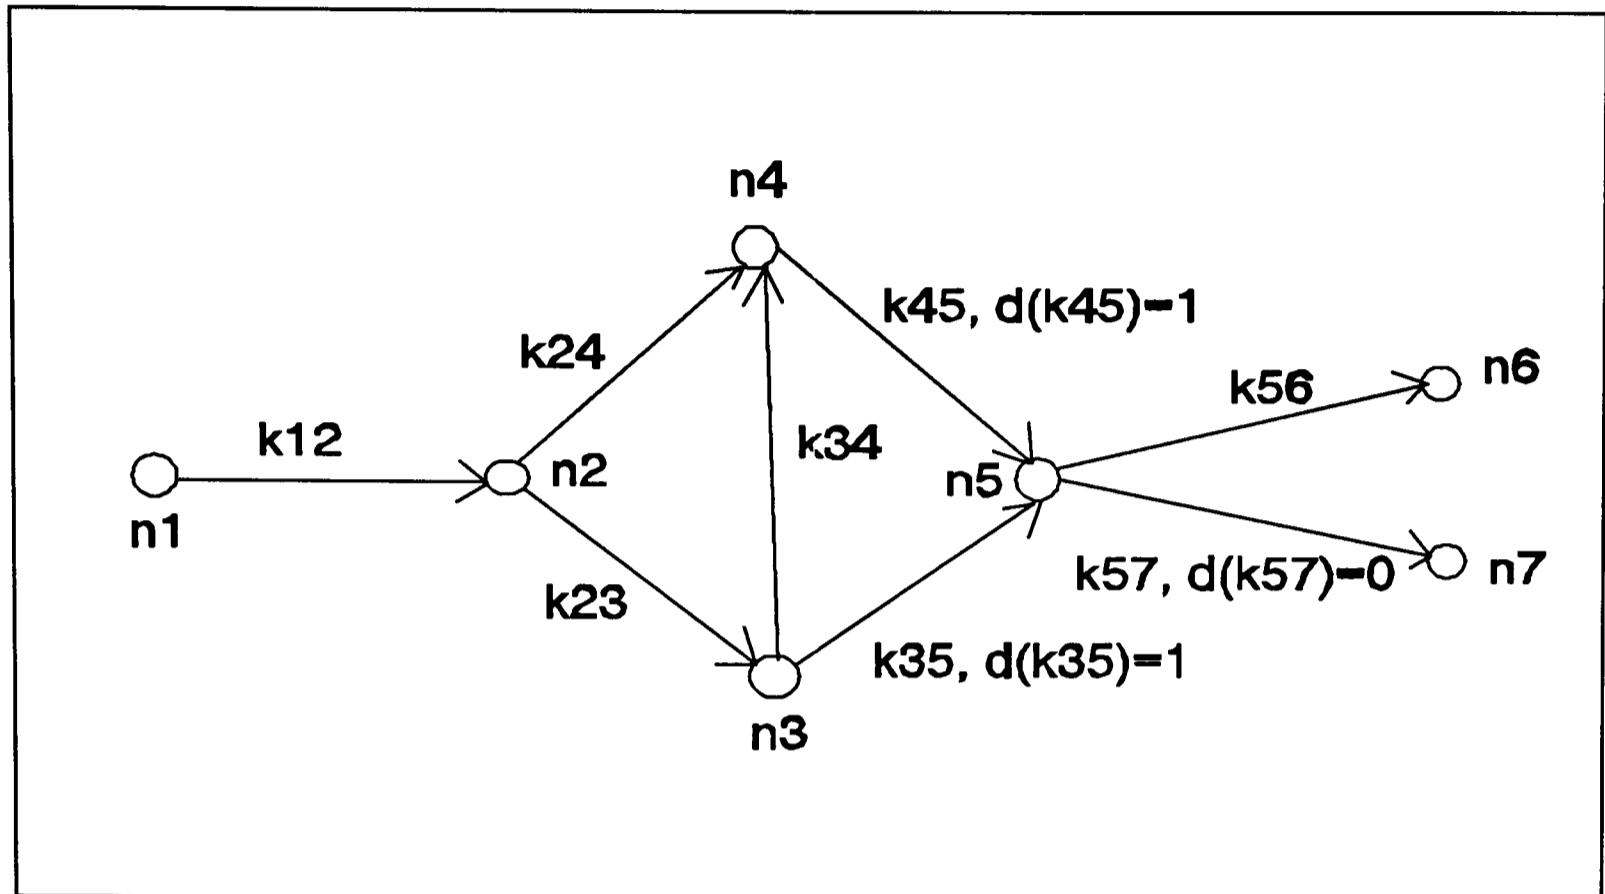 n4
k45, d(k45)=1
k24
n6
k56
k12
k34
n2
n5
n1
k57, d(k57)=0
n7
k23
k35, d(k35)=1
n3